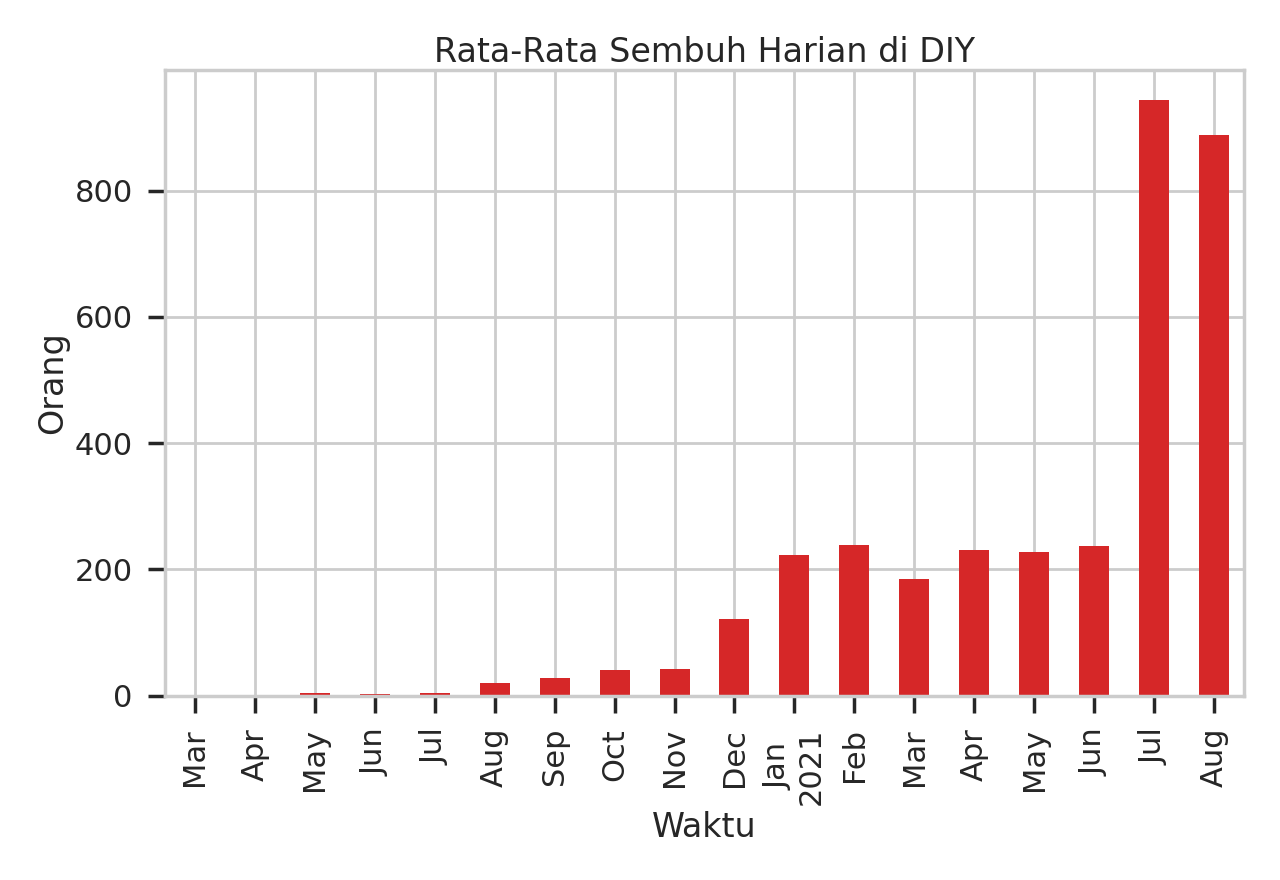 Rata-Rata Sembuh Harian di DIY
Orang
800
600
400
200
0
Mar
Apr
May
Jun
Jul
Aug
Sep
Oct
Nov
Dec
Jan
2021
Feb
Mar
Apr
May
Jun
Jul
Aug
Waktu